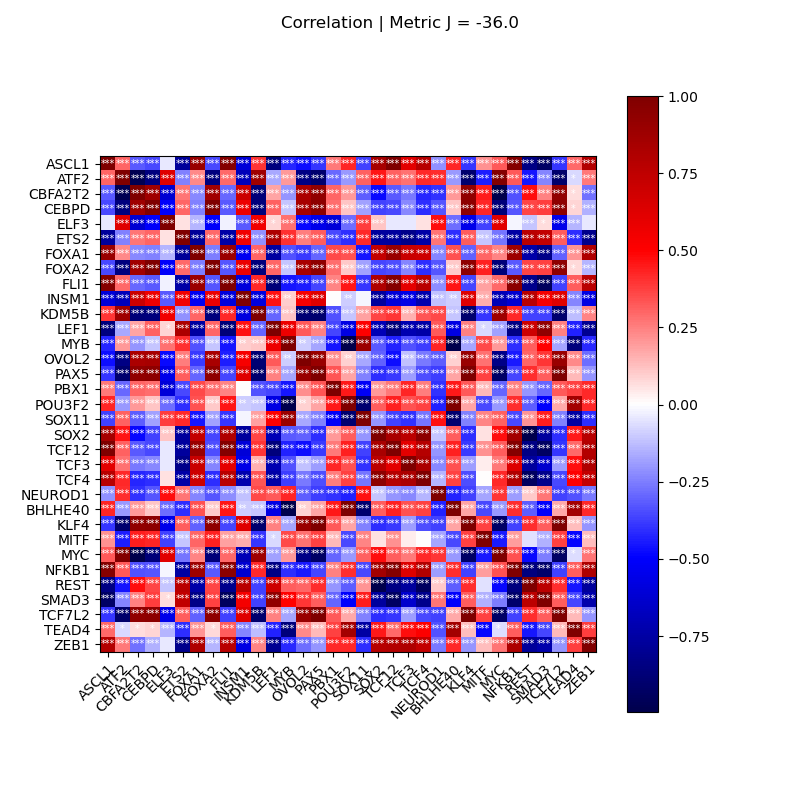 Correlation | Metric J = -36.0
ASCL1
ATF2
CBFA2T2
CEBPD
ELF3
ETS2
FOXA1
FOXA2
FLI1
INSM1
KDM5B
LEF1
MYB
OVOL2
PAX5
PBX1
POU3F2
SOX11
SOX2
TCF12
TCF3
TCF4
NEUROD1
BHLHE40
KLF4
MITF
MYC
NFKB1
REST
SMAD3
TCF7L2
TEAD4
ZEB1
ASCL1
ATF2
CBFA2T2
CEBPD
ELF3
ETS2
FOXA1
FOXA2
FLI1
INSM1
KDM5B
LEF1
MYB
OVOL2
PAX5
PBX1
POU3F2
SOX11
SOX2
TCF12
TCF3
TCF4
NEUROD1
BHLHE40
KLF4
MITF
MYC
NFKB1
REST
SMAD3
TCF7L2
TEAD4
ZEB1
1.00
0.75
0.50
0.25
0.00
−0.25
−0.50
−0.75